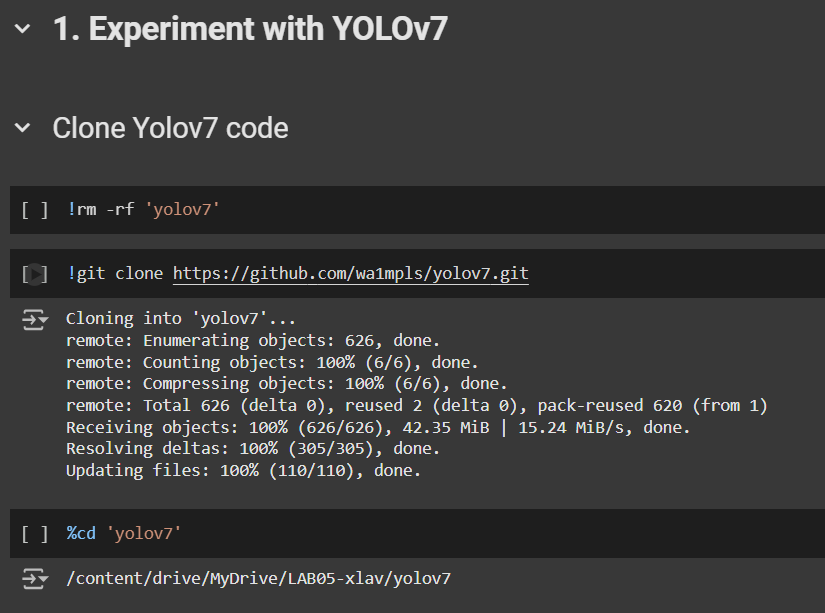 1. Experiment with YOLOv7
Clone Yolov7 code
[ ] !rm -rf 'yolov7'
[ ] !git clone https://github.com/wa1mpls/yolov7.git
Cloning into 'yolov7'...
remote: Enumerating objects: 626, done.
remote: Counting objects: 100% (6/6), done.
remote: Compressing objects: 100% (6/6), done.
remote: Total 626 (delta 0), reused 2 (delta 0), pack-reused 620 (from 1)
Receiving objects: 100% (626/626), 42.35 MiB | 15.24 MiB/s, done.
Resolving deltas: 100% (305/305), done.
Updating files: 100% (110/110), done.
[ ] %cd 'yolov7'
/content/drive/MyDrive/LAB05-xlav/yolov7